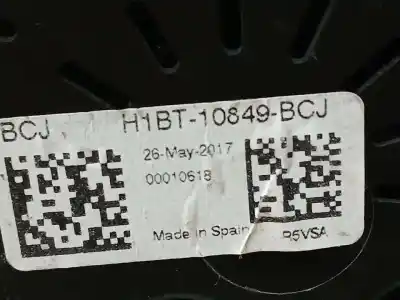 BCJ H1BT-10849-BCJ
26-May-2017
00010618
Made in Spain R5VSA